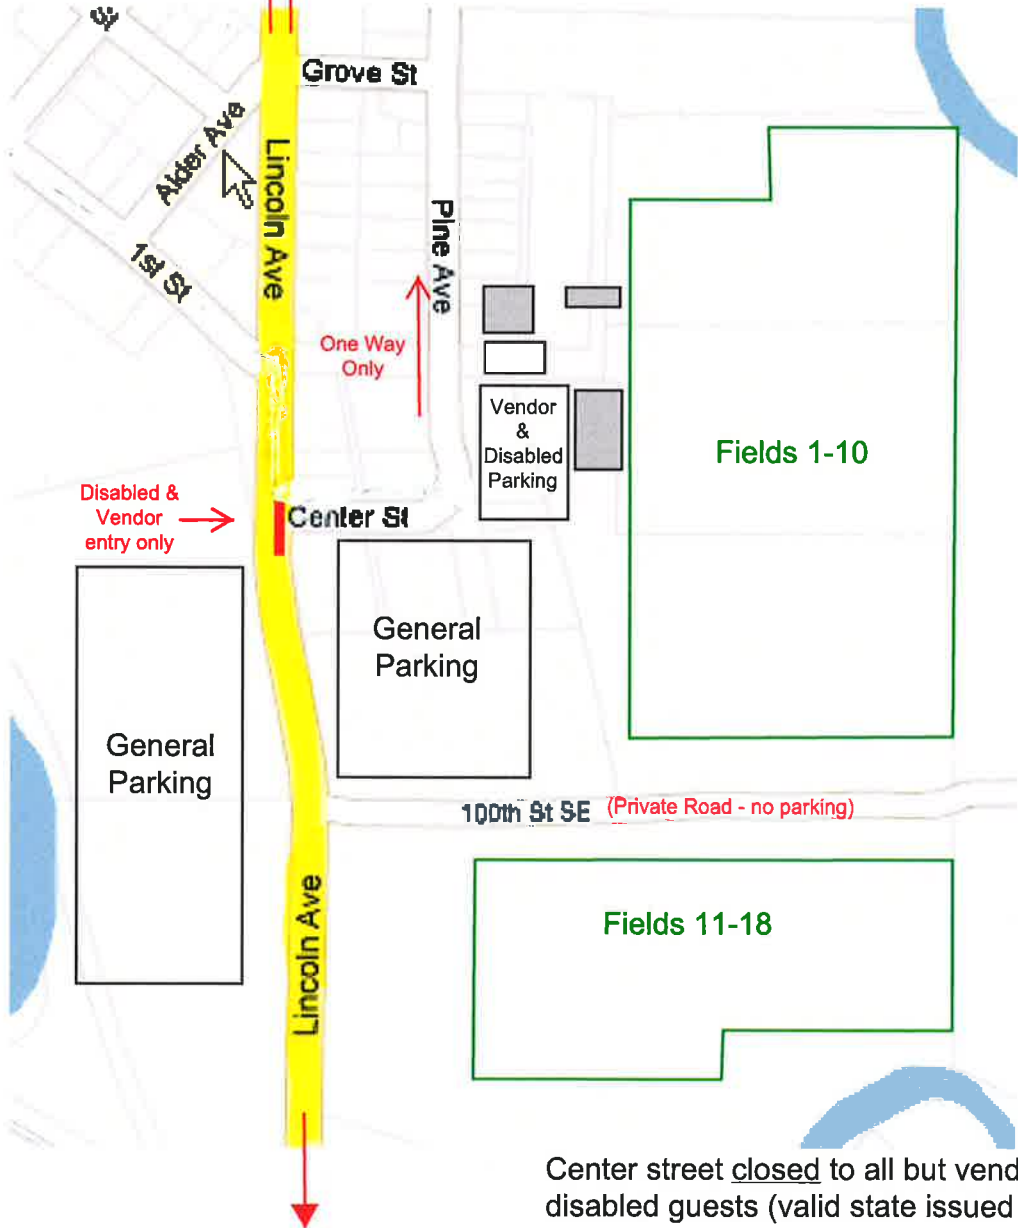 Grove St
Alder Ave
Lincoln Ave
Pine Ave
1st St
One Way
Only
Vendor
&
Disabled
Parking
Fields 1-10
Disabled &
Vendor
entry only
Center St
General
Parking
General
Parking
100th St SE
(Private Road - no parking)
Lincoln Ave
Fields 11-18
Center street closed to all but vend
disabled guests (valid state issued